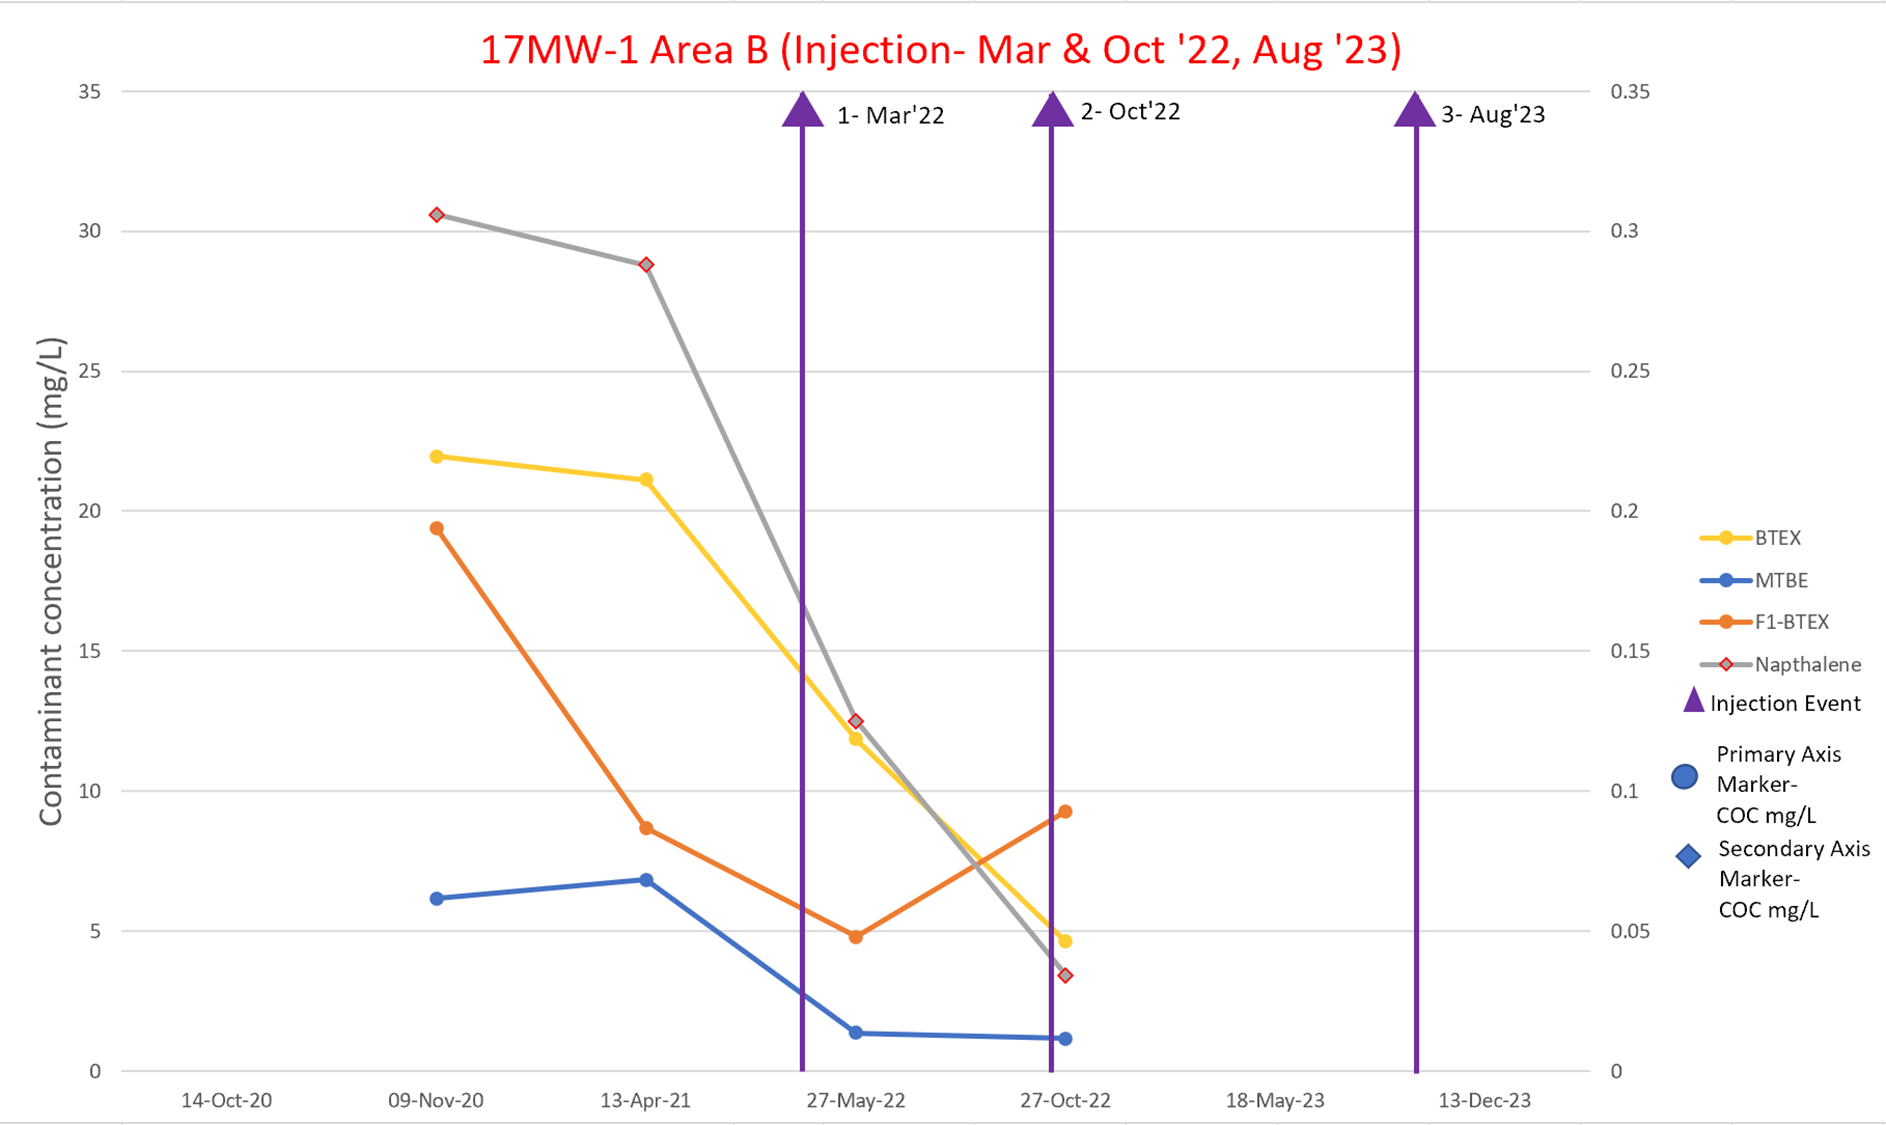 17MW-1 Area B (Injection- Mar & Oct '22, Aug '23)
35
30
25
20
15
10
5
0
Contaminant concentration (mg/L)
1- Mar'22
2- Oct'22
3- Aug'23
0.35
0.3
0.25
0.2
0.15
0.1
0.05
0
14-Oct-20
09-Nov-20
13-Apr-21
27-May-22
27-Oct-22
18-May-23
13-Dec-23
BTEX
MTBE
F1-BTEX
Napthalene
Injection Event
Primary Axis
Marker-
COC mg/L
Secondary Axis
Marker-
COC mg/L